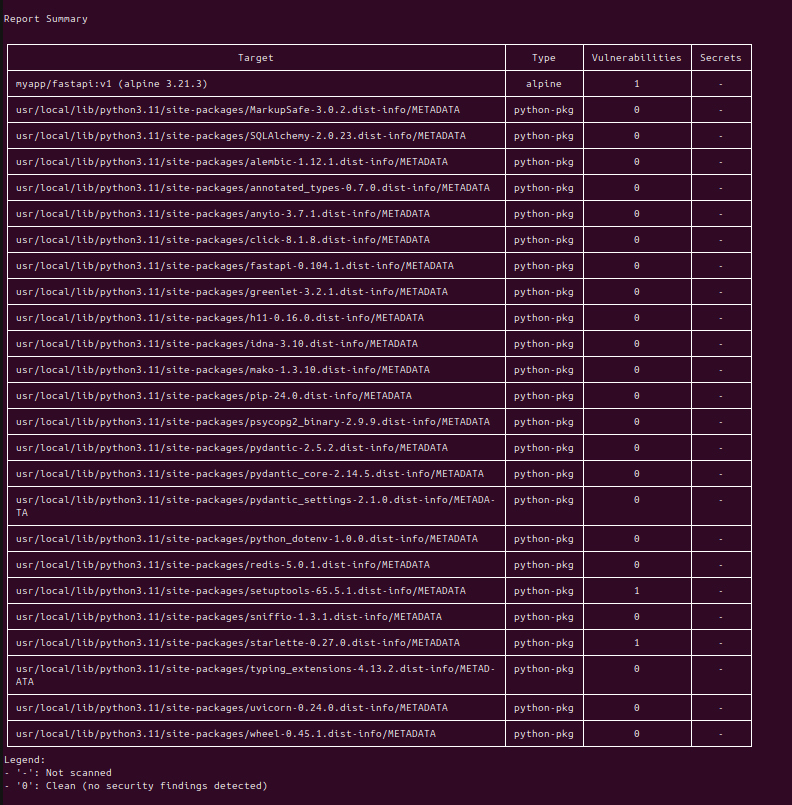 Report Summary
Target Type Vulnerabilities Secrets
myapp/fastapi:v1 (alpine 3.21.3) alpine 1 -
usr/local/lib/python3.11/site-packages/MarkupSafe-3.0.2.dist-info/METADATA python-pkg 0 -
usr/local/lib/python3.11/site-packages/SQLAlchemy-2.0.23.dist-info/METADATA python-pkg 0 -
usr/local/lib/python3.11/site-packages/alembic-1.12.1.dist-info/METADATA python-pkg 0 -
usr/local/lib/python3.11/site-packages/annotated_types-0.7.0.dist-info/METADATA python-pkg 0 -
usr/local/lib/python3.11/site-packages/anyio-3.7.1.dist-info/METADATA python-pkg 0 -
usr/local/lib/python3.11/site-packages/click-8.1.8.dist-info/METADATA python-pkg 0 -
usr/local/lib/python3.11/site-packages/fastapi-0.104.1.dist-info/METADATA python-pkg 0 -
usr/local/lib/python3.11/site-packages/greenlet-3.2.1.dist-info/METADATA python-pkg 0 -
usr/local/lib/python3.11/site-packages/h11-0.16.0.dist-info/METADATA python-pkg 0 -
usr/local/lib/python3.11/site-packages/idna-3.10.dist-info/METADATA python-pkg 0 -
usr/local/lib/python3.11/site-packages/mako-1.3.10.dist-info/METADATA python-pkg 0 -
usr/local/lib/python3.11/site-packages/pip-24.0.dist-info/METADATA python-pkg 0 -
usr/local/lib/python3.11/site-packages/psycopg2_binary-2.9.9.dist-info/METADATA python-pkg 0 -
usr/local/lib/python3.11/site-packages/pydantic-2.5.2.dist-info/METADATA python-pkg 0 -
usr/local/lib/python3.11/site-packages/pydantic_core-2.14.5.dist-info/METADATA python-pkg 0 -
usr/local/lib/python3.11/site-packages/pydantic_settings-2.1.0.dist-info/METADA- python-pkg 0 -
TA
usr/local/lib/python3.11/site-packages/python_dotenv-1.0.0.dist-info/METADATA python-pkg 0 -
usr/local/lib/python3.11/site-packages/redis-5.0.1.dist-info/METADATA python-pkg 0 -
usr/local/lib/python3.11/site-packages/setuptools-65.5.1.dist-info/METADATA python-pkg 1 -
usr/local/lib/python3.11/site-packages/sniffio-1.3.1.dist-info/METADATA python-pkg 0 -
usr/local/lib/python3.11/site-packages/starlette-0.27.0.dist-info/METADATA python-pkg 1 -
usr/local/lib/python3.11/site-packages/typing_extensions-4.13.2.dist-info/METAD- python-pkg 0 -
ATA
usr/local/lib/python3.11/site-packages/uvicorn-0.24.0.dist-info/METADATA python-pkg 0 -
usr/local/lib/python3.11/site-packages/wheel-0.45.1.dist-info/METADATA python-pkg 0 -
Legend:
- '-': Not scanned
- '0': Clean (no security findings detected)